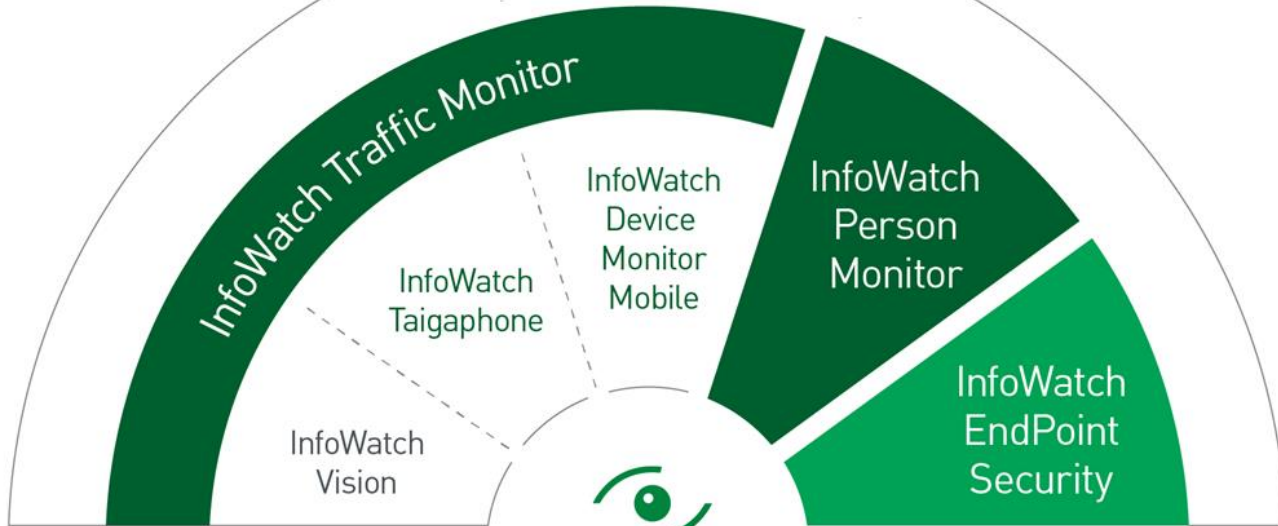 InfoWatch Traffic Monitor
InfoWatch
Vision
InfoWatch
Taigaphone
InfoWatch
Device
Monitor
Mobile
InfoWatch
Person
Monitor
InfoWatch
EndPoint
Security